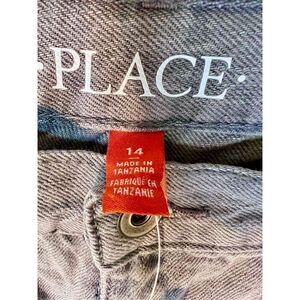 ·PLACE·
14
MADE IN
TANZANIA
FABRIQUÉ EN
TANZANIE